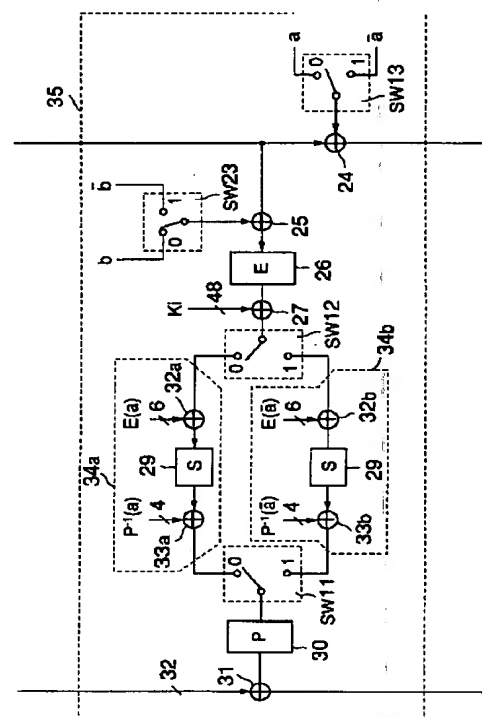 35
a
ā
0
1
SW13
24
b
b̄
0
1
SW23
25
E
26
Ki
48
27
SW12
0
1
34a
E(a)
6
32a
S
29
P⁻¹(a)
4
33a
34b
E(ā)
6
32b
S
29
P⁻¹(ā)
4
33b
0
1
SW11
P
30
32
31